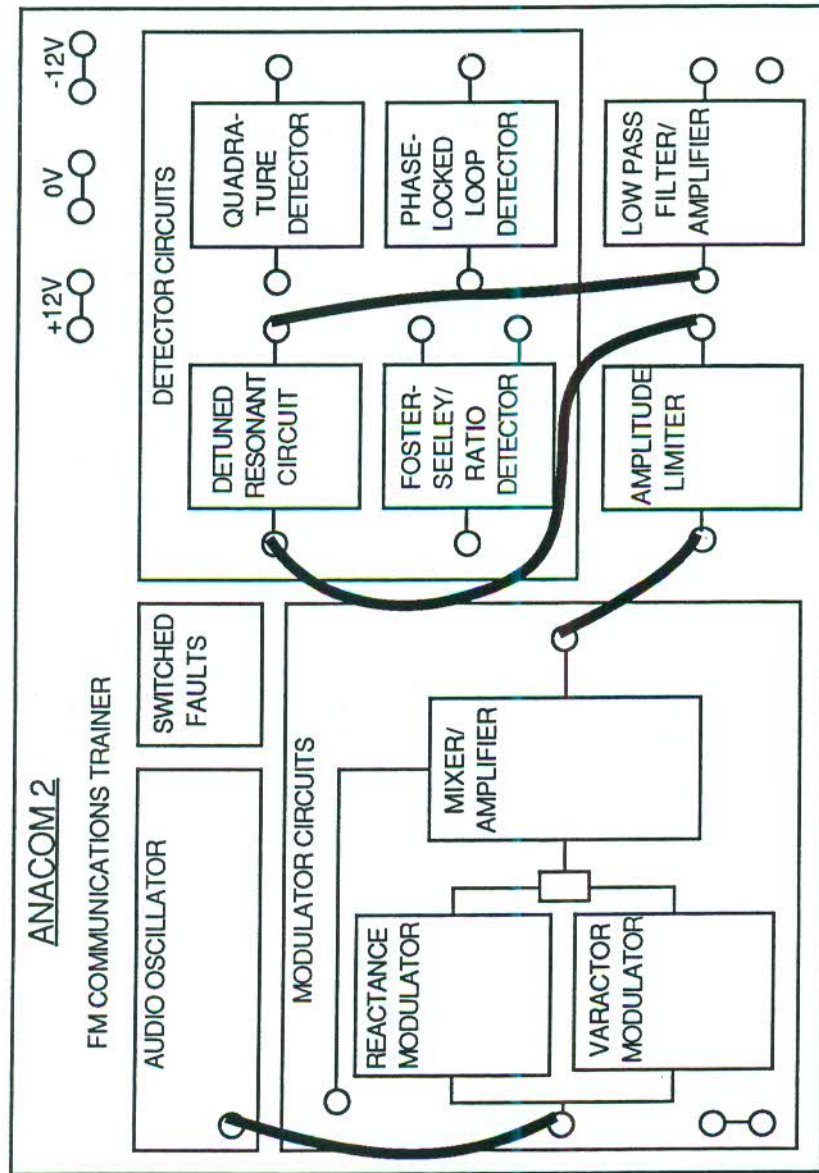 ANACOM 2
FM COMMUNICATIONS TRAINER
+12V
0V
-12V
AUDIO OSCILLATOR
SWITCHED
FAULTS
MODULATOR CIRCUITS
REACTANCE
MODULATOR
VARACTOR
MODULATOR
MIXER/
AMPLIFIER
DETECTOR CIRCUITS
DETUNED
RESONANT
CIRCUIT
QUADRA-
TURE
DETECTOR
FOSTER-
SEELEY/
RATIO
DETECTOR
PHASE-
LOCKED
LOOP
DETECTOR
AMPLITUDE
LIMITER
LOW PASS
FILTER/
AMPLIFIER